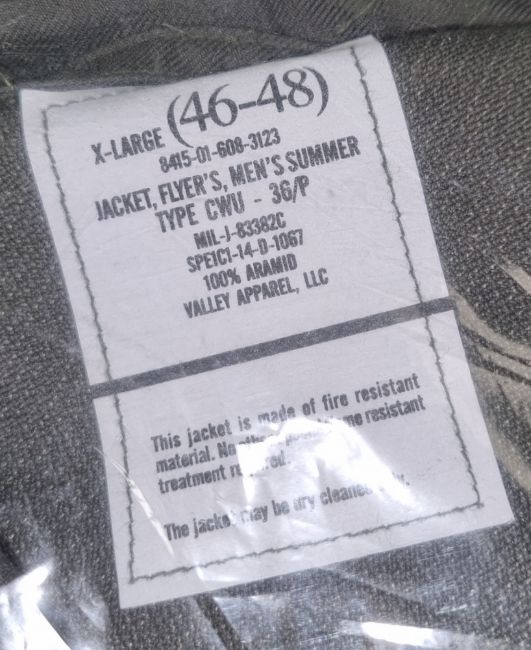 X-LARGE (46-48)
8415-01-608-3123
JACKET, FLYER'S, MEN'S SUMMER
TYPE CWU - 36/P
MIL-J-83382C
SPE1C1-14-D-1067
100% ARAMID
VALLEY APPAREL, LLC
This jacket is made of fire resistant
material. No resistant
treatment
The jacket may be dry cleaned